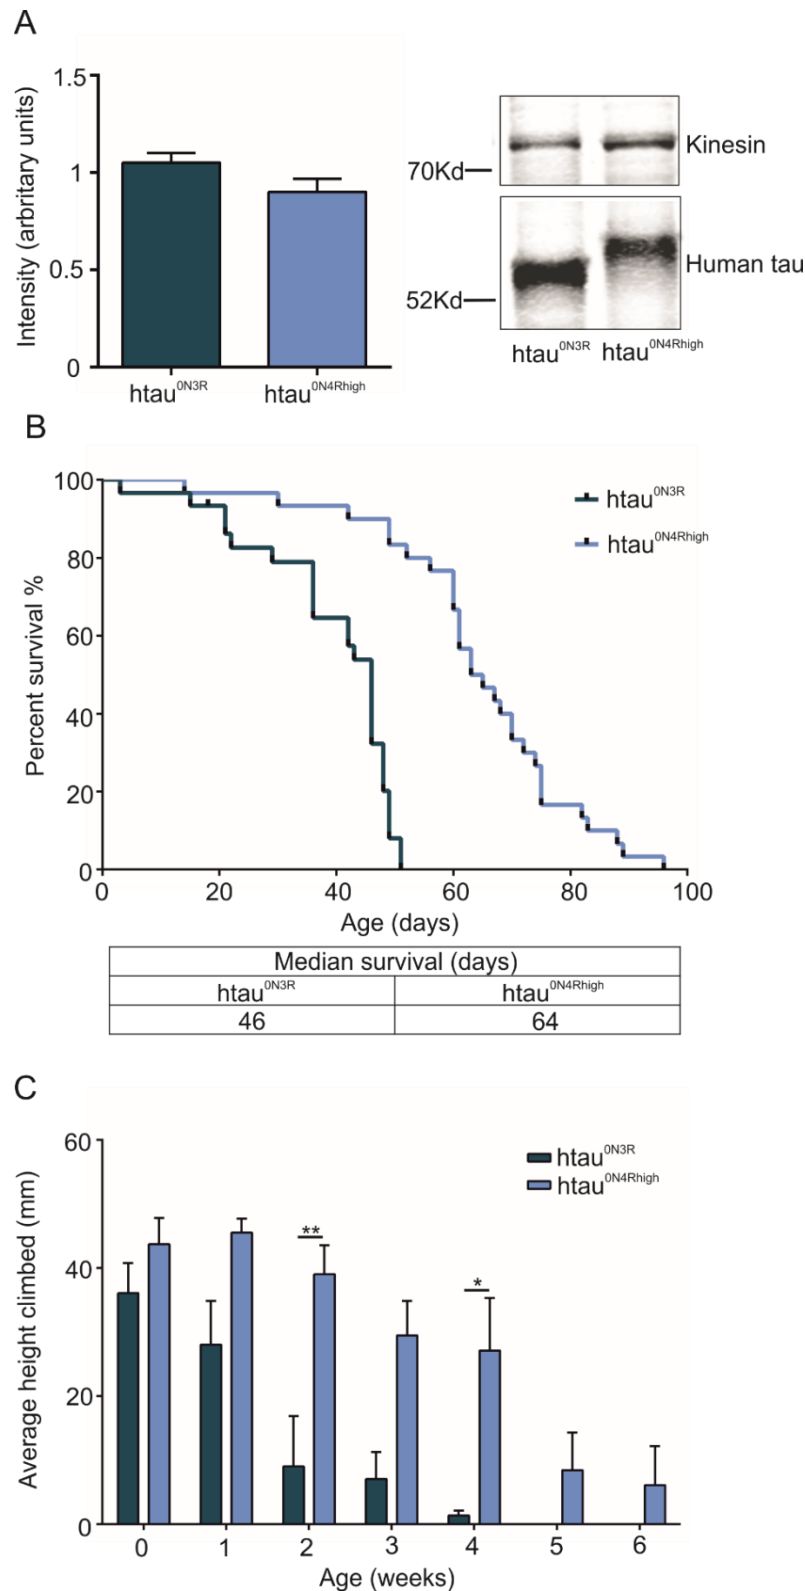 A
Intensity (arbritary units)
1.5
1
0.5
0
htau0N3R
htau0N4Rhigh
Kinesin
70Kd
Human tau
52Kd
htau0N3R
htau0N4Rhigh
B
Percent survival %
100
80
60
40
20
0
0 20 40 60 80 100
Age (days)
htau0N3R
htau0N4Rhigh
Median survival (days)
htau0N3R htau0N4Rhigh
46 64
C
Average height climbed (mm)
60
40
20
0
htau0N3R
htau0N4Rhigh
**
*
0 1 2 3 4 5 6
Age (weeks)